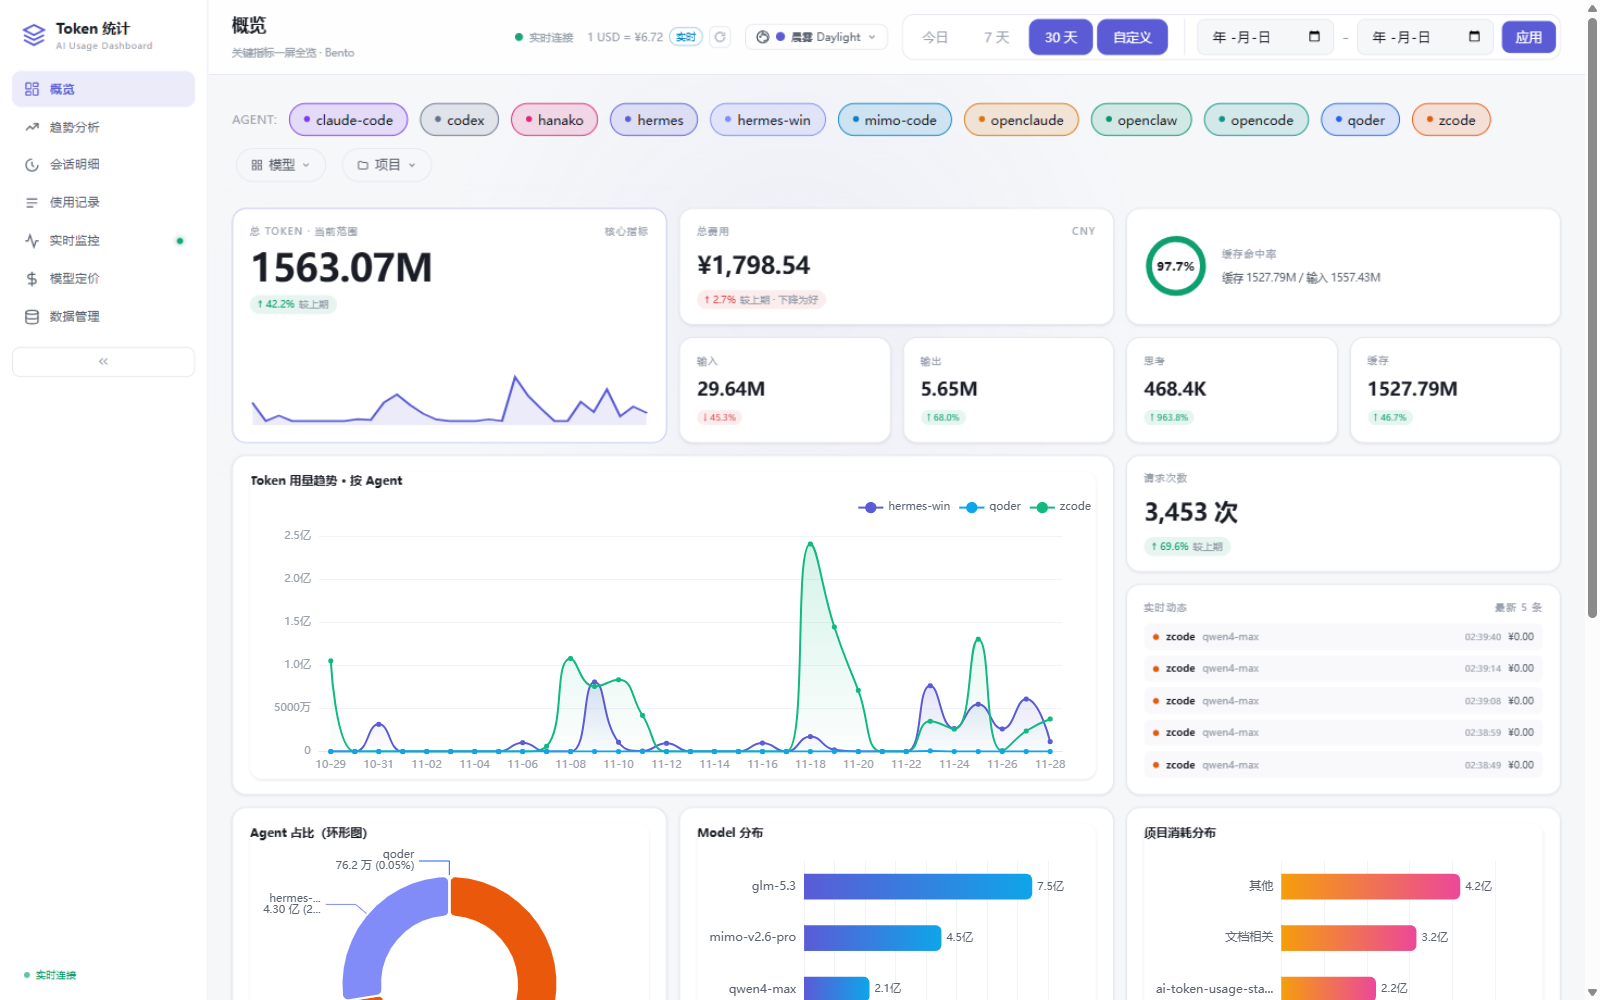 Token 统计
AI Usage Dashboard
概览
趋势分析
会话明细
使用记录
实时监控
模型定价
数据管理
«
实时连接
概览
关键指标一屏全览 · Bento
实时连接
1 USD = ¥6.72
实时
晨雾 Daylight
今日
7 天
30 天
自定义
年 -月-日
–
年 -月-日
应用
AGENT:
claude-code
codex
hanako
hermes
hermes-win
mimo-code
openclaude
openclaw
opencode
qoder
zcode
模型
项目
总 TOKEN · 当前范围
核心指标
1563.07M
↑ 42.2% 较上期
总费用
CNY
¥1,798.54
↑ 2.7% 较上期 · 下降为好
97.7%
缓存命中率
缓存 1527.79M / 输入 1557.43M
输入
29.64M
↓ 45.3%
输出
5.65M
↑ 68.0%
思考
468.4K
↑ 963.8%
缓存
1527.79M
↑ 46.7%
Token 用量趋势 • 按 Agent
hermes-win
qoder
zcode
2.5亿
2.0亿
1.5亿
1.0亿
5000万
0
10-29
10-31
11-02
11-04
11-06
11-08
11-10
11-12
11-14
11-16
11-18
11-20
11-22
11-24
11-26
11-28
请求次数
3,453 次
↑ 69.6% 较上期
实时动态
最新 5 条
zcode qwen4-max 02:39:40 ¥0.00
zcode qwen4-max 02:39:14 ¥0.00
zcode qwen4-max 02:39:08 ¥0.00
zcode qwen4-max 02:38:59 ¥0.00
zcode qwen4-max 02:38:49 ¥0.00
Agent 占比（环形图）
qoder
76.2 万 (0.05%)
hermes-...
4.30 亿 (2...
Model 分布
glm-5.3
7.5亿
mimo-v2.6-pro
4.5亿
qwen4-max
2.1亿
项目消耗分布
其他
4.2亿
文档相关
3.2亿
ai-token-usage-sta...
2.2亿